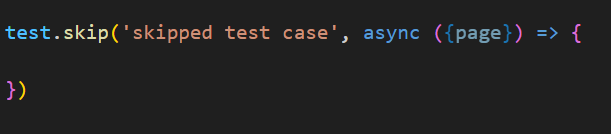 test.skip('skipped test case', async ({page}) => {
})